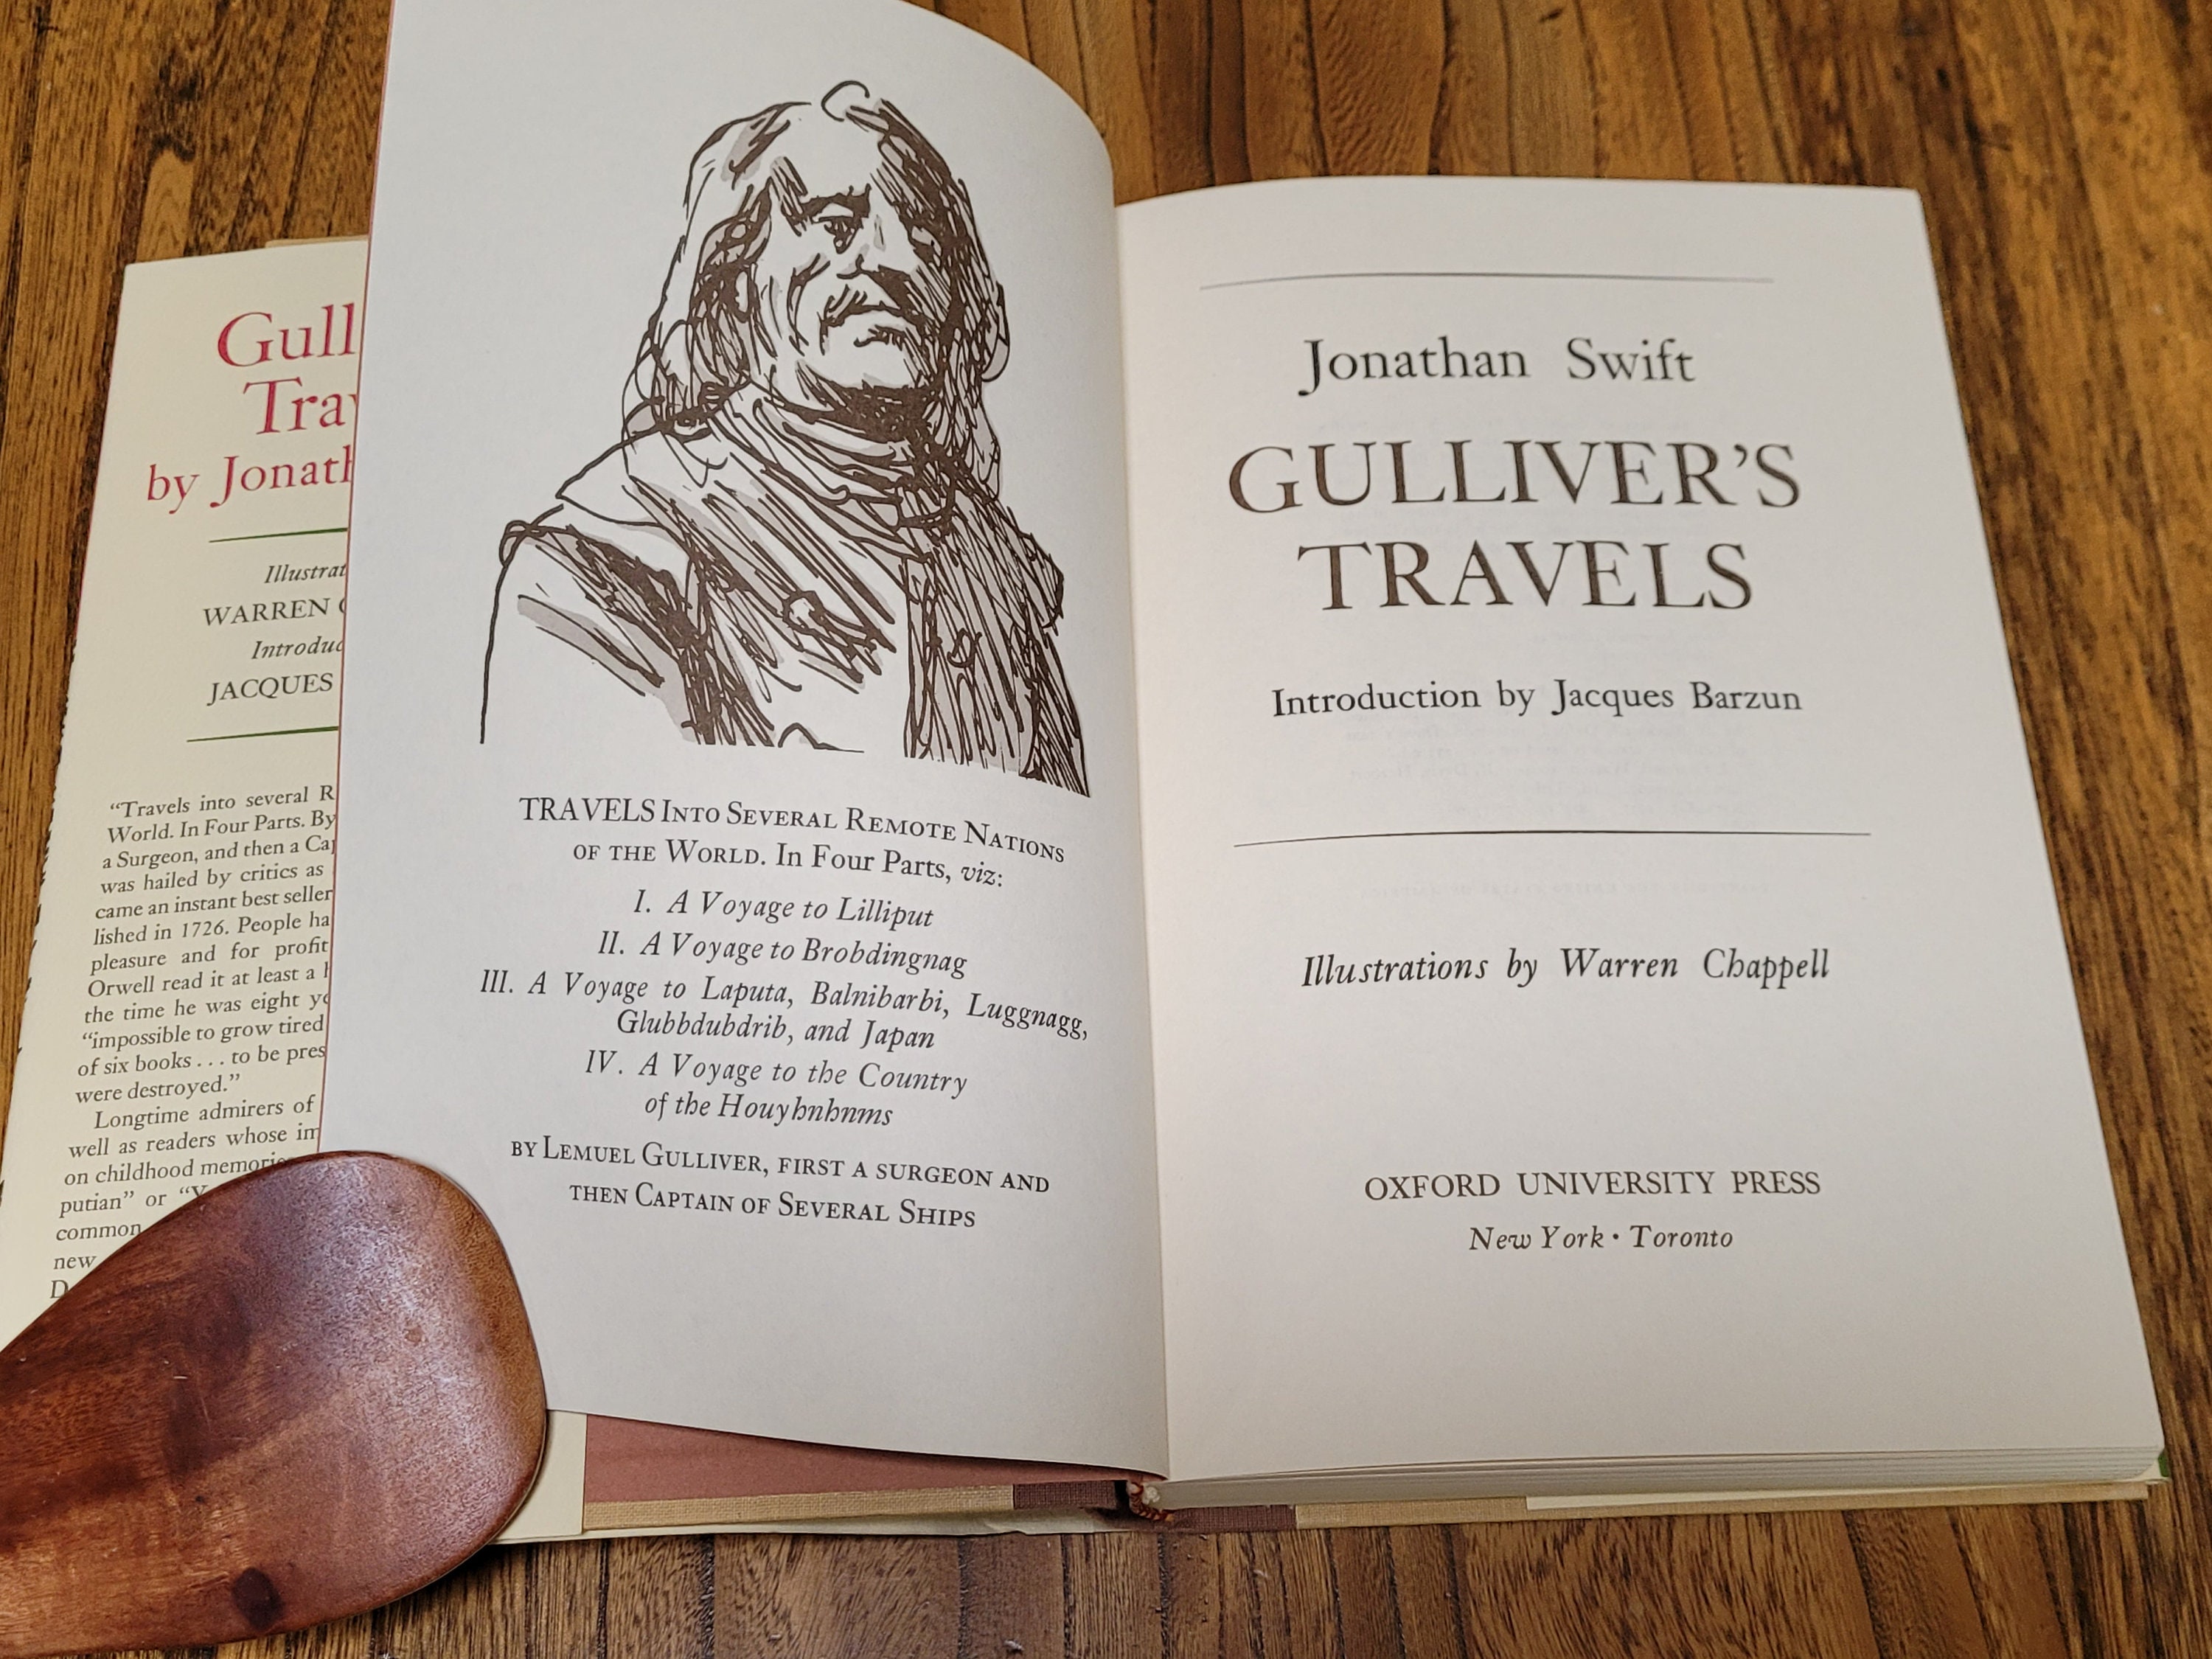 Gull
Trav
by Jonath
Illustrat
WARREN C
Introduc
JACQUES
“Travels into several R
World. In Four Parts. By
a Surgeon, and then a Cap
was hailed by critics as
came an instant best seller
lished in 1726. People ha
pleasure and for profit
Orwell read it at least a h
the time he was eight ye
“impossible to grow tired
of six books . . . to be pres
were destroyed.”
Longtime admirers of
well as readers whose im
on childhood memories
putian” or “Y
common
new
D
TRAVELS INTO SEVERAL REMOTE NATIONS
OF THE WORLD. In Four Parts, viz:
I. A Voyage to Lilliput
II. A Voyage to Brobdingnag
III. A Voyage to Laputa, Balnibarbi, Luggnagg,
Glubbdubdrib, and Japan
IV. A Voyage to the Country
of the Houyhnhnms
BY LEMUEL GULLIVER, FIRST A SURGEON AND
THEN CAPTAIN OF SEVERAL SHIPS
Jonathan Swift
GULLIVER’S
TRAVELS
Introduction by Jacques Barzun
Illustrations by Warren Chappell
OXFORD UNIVERSITY PRESS
New York · Toronto